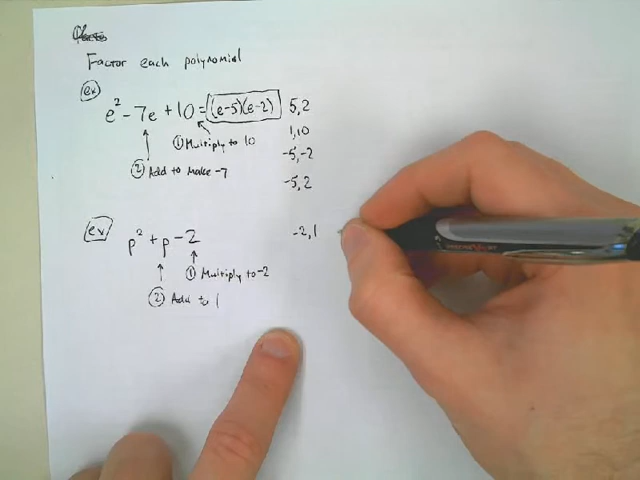 Factor each polynomial
ex
e² - 7e + 10 = (e-5)(e-2)
① Multiply to 10
② Add to make -7
5,2
1,10
-5,-2
-5,2
ex
p² + p - 2
① Multiply to -2
② Add to 1
-2,1